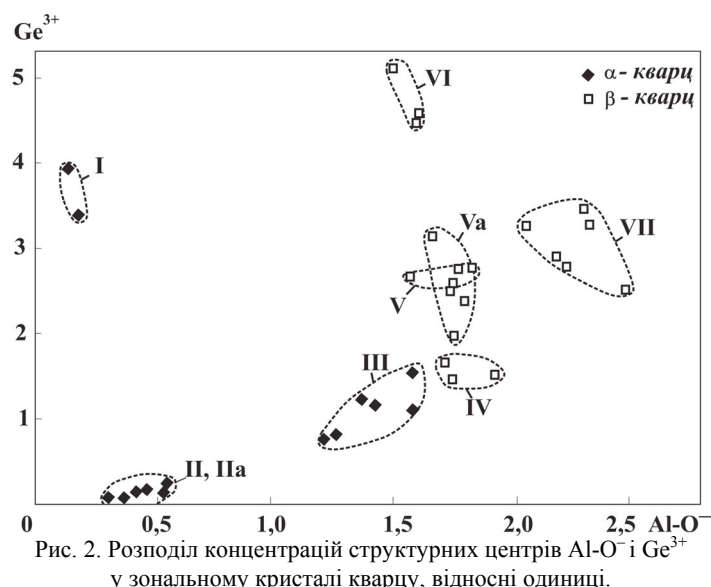 Ge³⁺
5
VI
◆ α - кварц
□ β - кварц
4
I
3
Va
VII
V
2
III
IV
1
II, IIa
0 0,5 1,0 1,5 2,0 2,5 Al-O⁻
Рис. 2. Розподіл концентрацій структурних центрів Al-O⁻ і Ge³⁺
у зональному кристалі кварцу, відносні одиниці.